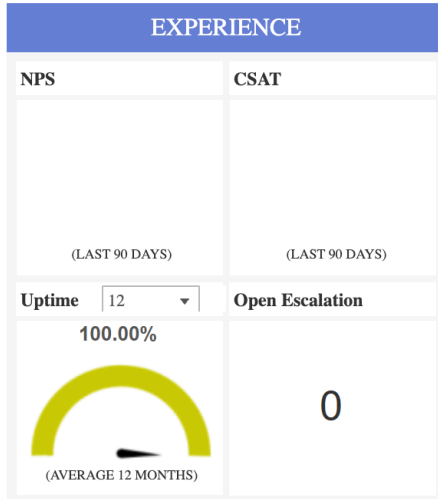 EXPERIENCE
NPS
CSAT
(LAST 90 DAYS)
(LAST 90 DAYS)
Uptime 12
Open Escalation
100.00%
(AVERAGE 12 MONTHS)
0